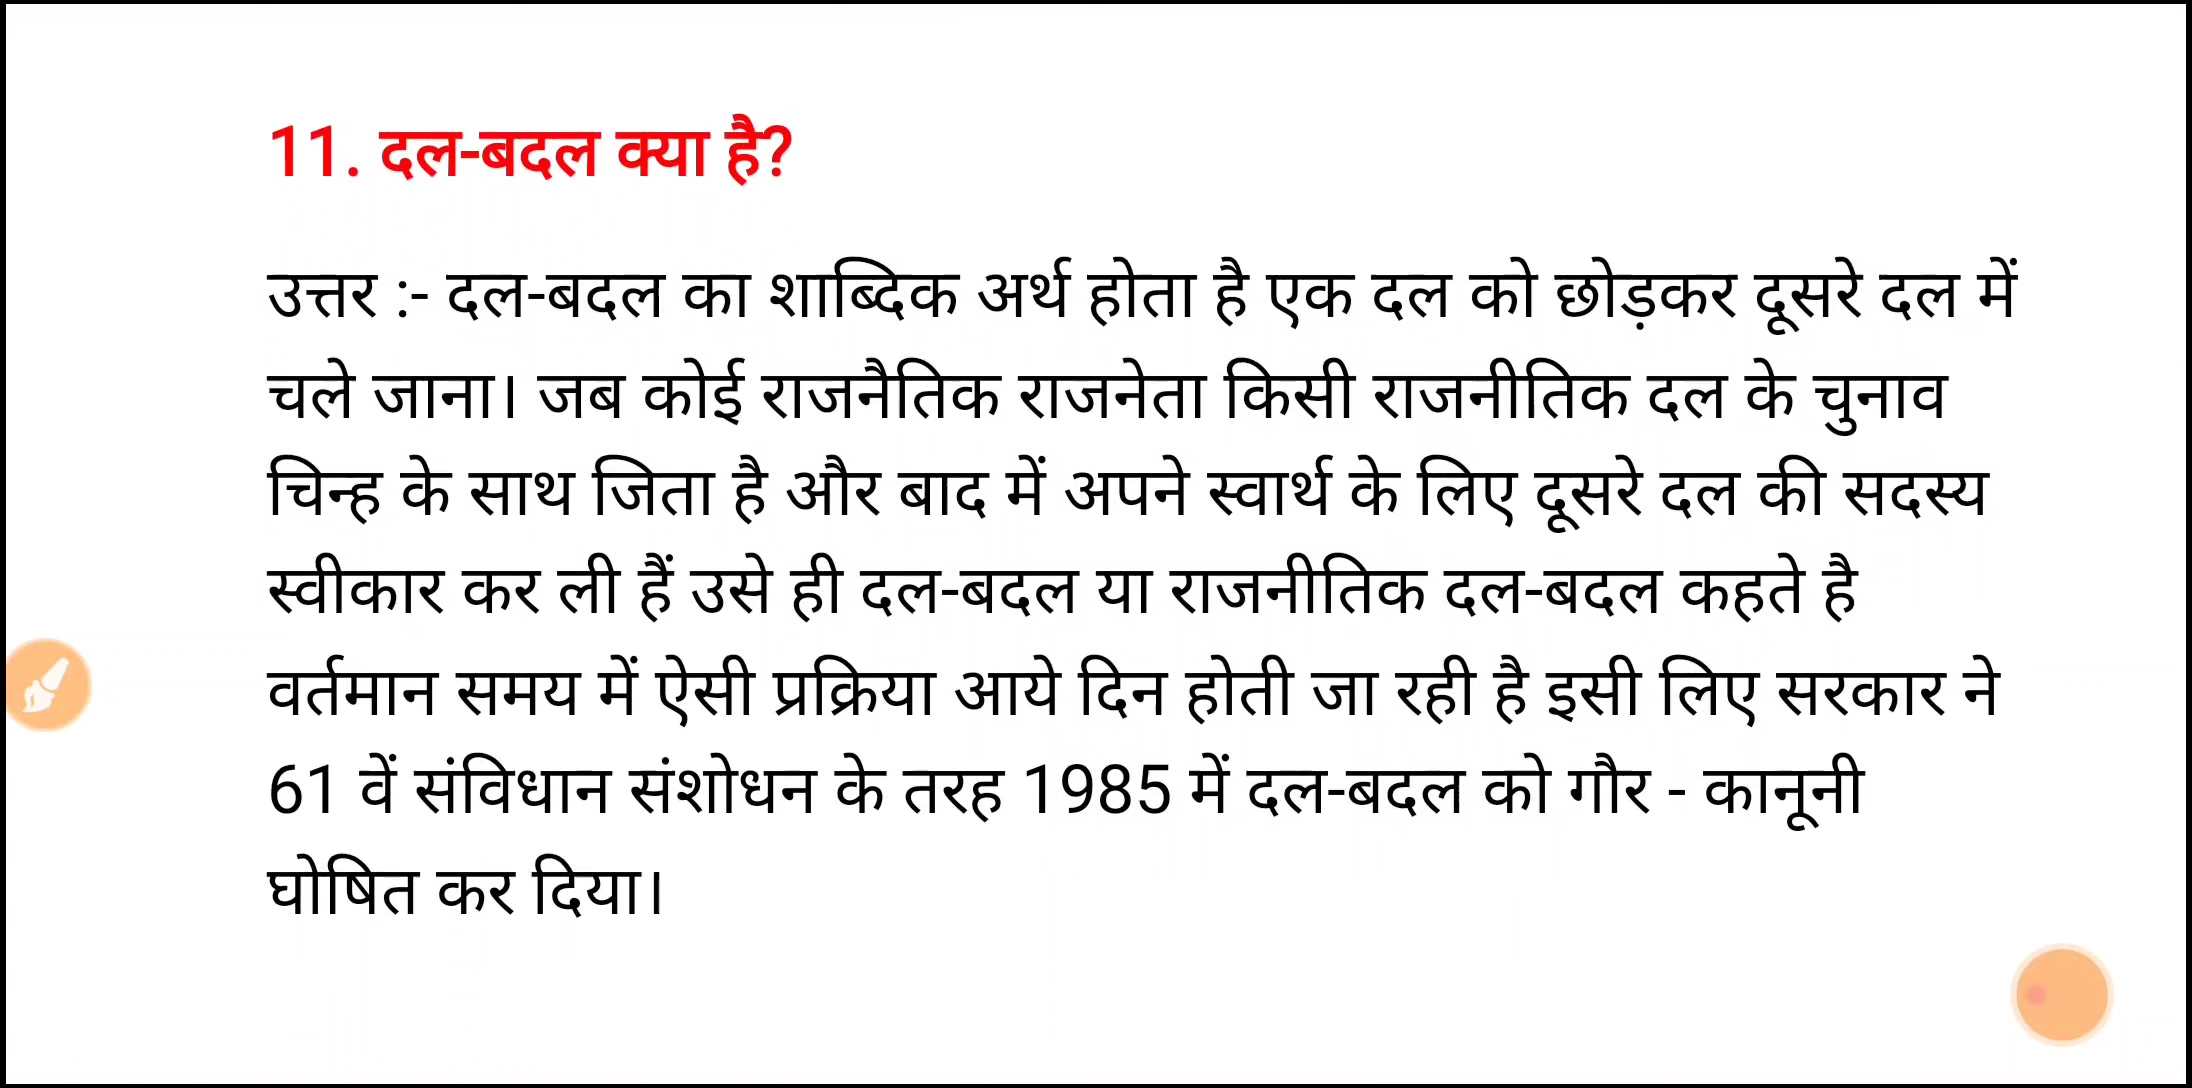 11. दल-बदल क्या है?
उत्तर :- दल-बदल का शाब्दिक अर्थ होता है एक दल को छोड़कर दूसरे दल में
चले जाना। जब कोई राजनैतिक राजनेता किसी राजनीतिक दल के चुनाव
चिन्ह के साथ जिता है और बाद में अपने स्वार्थ के लिए दूसरे दल की सदस्य
स्वीकार कर ली हैं उसे ही दल-बदल या राजनीतिक दल-बदल कहते है
वर्तमान समय में ऐसी प्रक्रिया आये दिन होती जा रही है इसी लिए सरकार ने
61 वें संविधान संशोधन के तरह 1985 में दल-बदल को गौर - कानूनी
घोषित कर दिया।